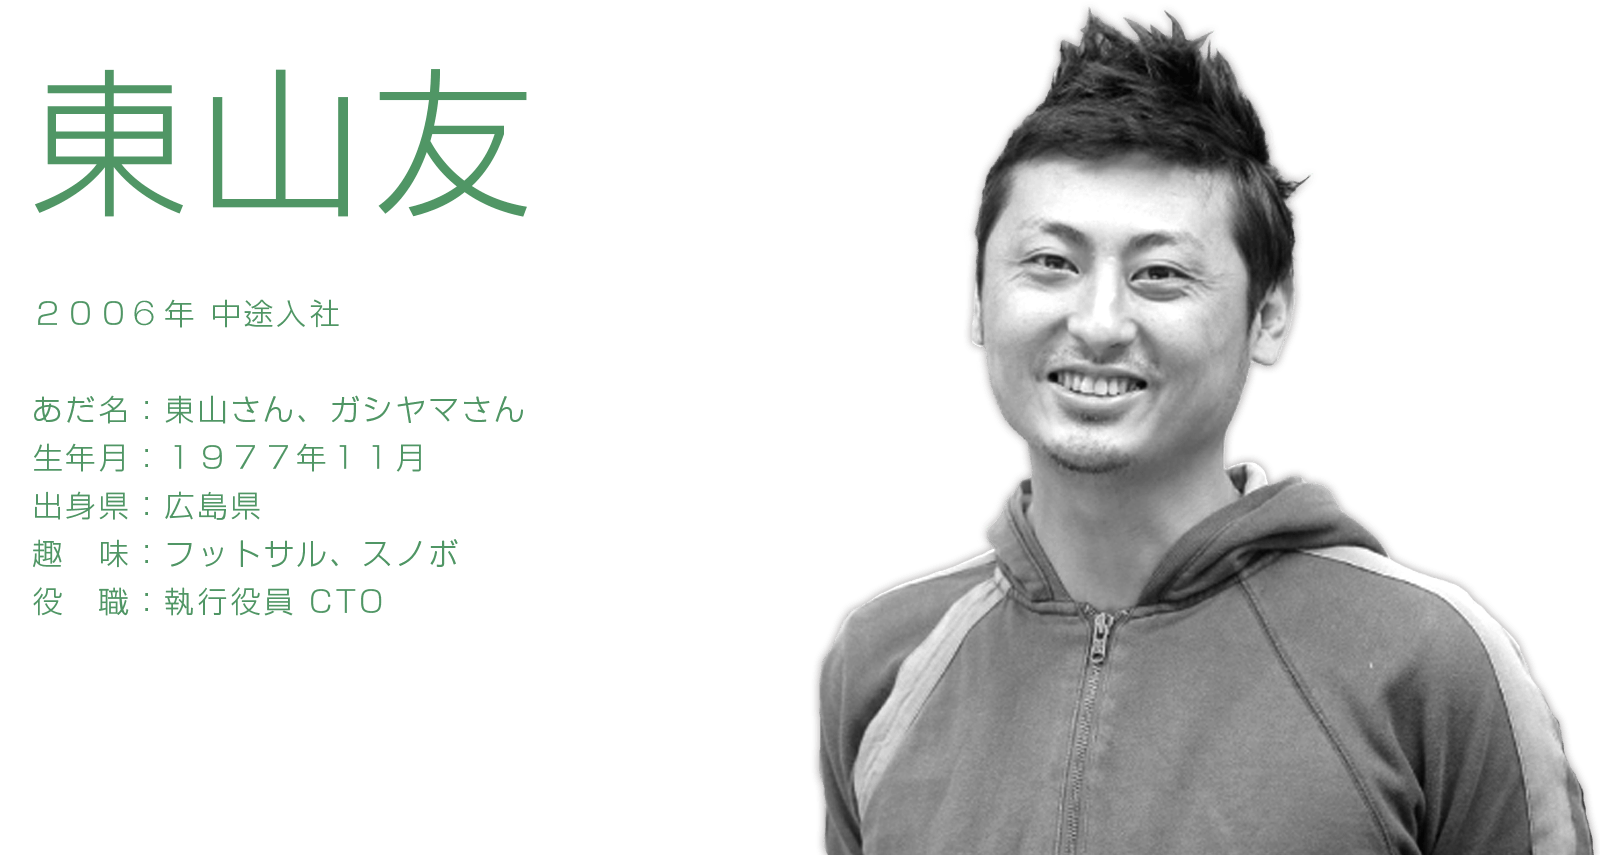 東山友
２００６年 中途入社
あだ名：東山さん、ガシヤマさん
生年月：１９７７年１１月
出身県：広島県
趣　味：フットサル、スノボ
役　職：執行役員 CTO